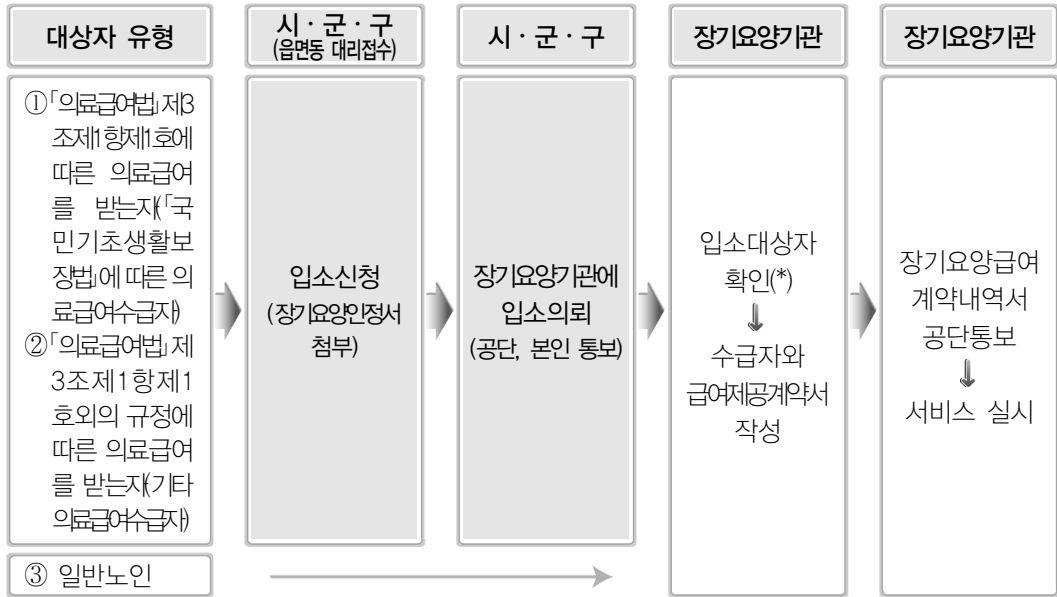 대상자 유형
시 · 군 · 구
(읍면동 대리접수)
시 · 군 · 구
장기요양기관
장기요양기관
①「의료급여법」제3
조제1항제1호에
따른 의료급여
를 받는자(「국
민기초생활보
장법」에 따른 의
료급여수급자)
②「의료급여법」제
3조제1항제1
호외의 규정에
따른 의료급여
를 받는자(기타
의료급여수급자)
③ 일반노인
입소신청
(장기요양인정서
첨부)
장기요양기관에
입소의뢰
(공단, 본인 통보)
입소대상자
확인(*)
⇓
수급자와
급여제공계약서
작성
장기요양급여
계약내역서
공단통보
⇓
서비스 실시